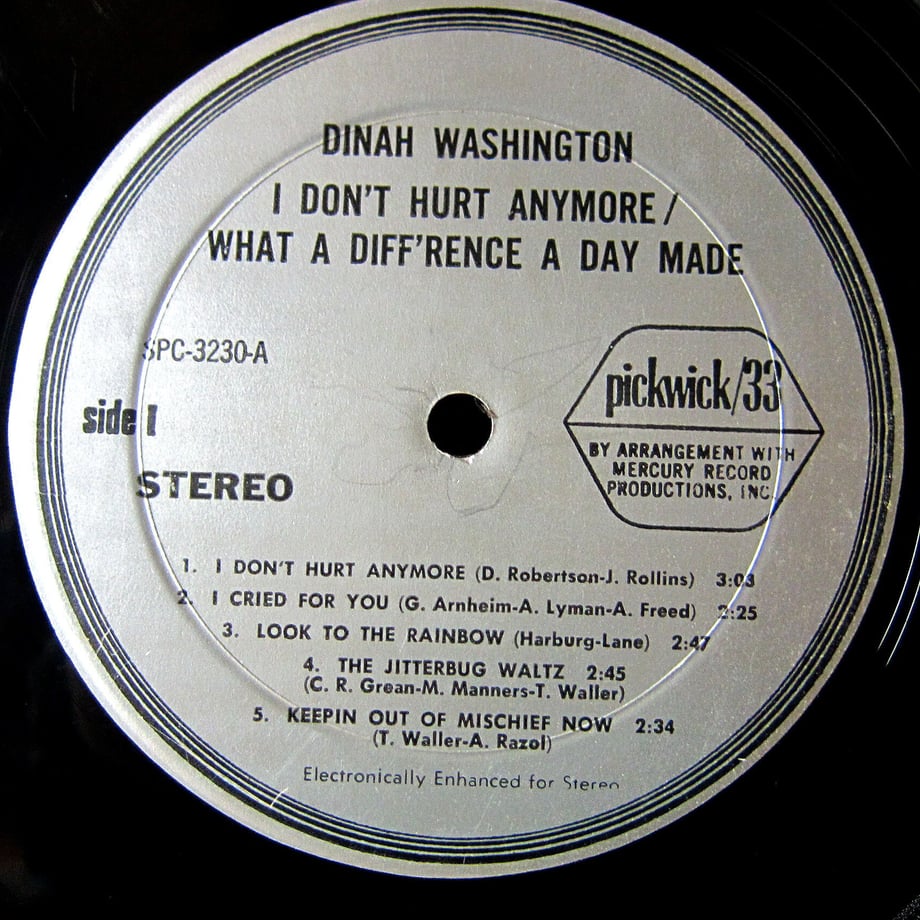 DINAH WASHINGTON
I DON'T HURT ANYMORE /
WHAT A DIFF'RENCE A DAY MADE
SPC-3230-A
side 1
STEREO
pickwick/33
BY ARRANGEMENT WITH
MERCURY RECORD
PRODUCTIONS, INC.
1. I DON'T HURT ANYMORE (D. Robertson-J. Rollins) 3:03
2. I CRIED FOR YOU (G. Arnheim-A. Lyman-A. Freed) 2:25
3. LOOK TO THE RAINBOW (Harburg-Lane) 2:47
4. THE JITTERBUG WALTZ 2:45
(C. R. Grean-M. Manners-T. Waller)
5. KEEPIN OUT OF MISCHIEF NOW 2:34
(T. Waller-A. Razol)
Electronically Enhanced for Stereo